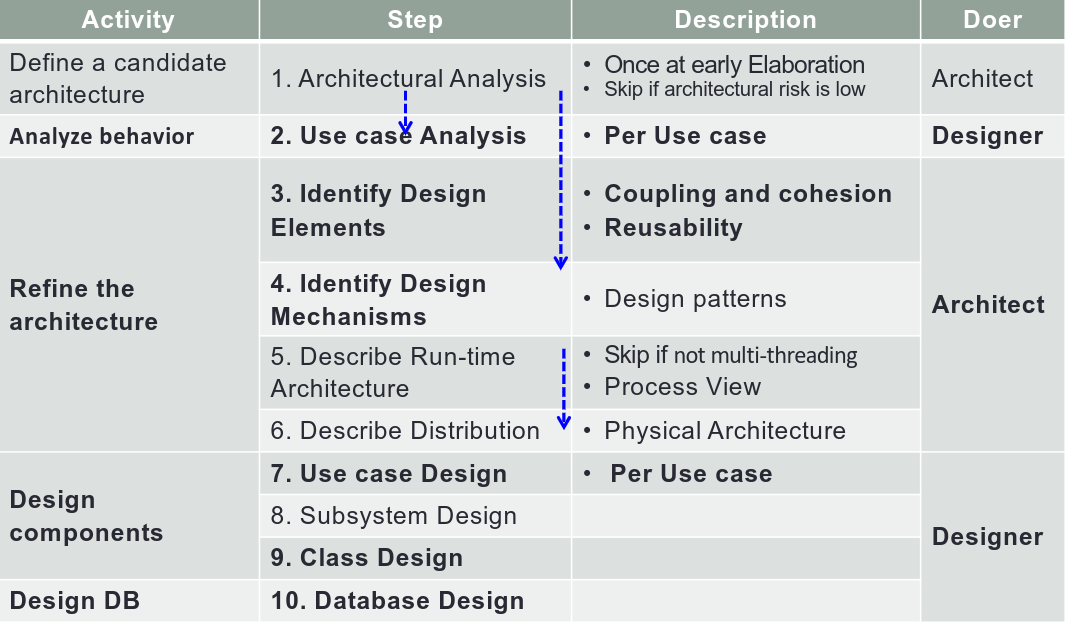 Activity Step Description Doer
Define a candidate
architecture
1. Architectural Analysis
• Once at early Elaboration
• Skip if architectural risk is low
Architect
Analyze behavior
2. Use case Analysis
• Per Use case
Designer
Refine the
architecture
3. Identify Design
Elements
• Coupling and cohesion
• Reusability
4. Identify Design
Mechanisms
• Design patterns
5. Describe Run-time
Architecture
• Skip if not multi-threading
• Process View
6. Describe Distribution
• Physical Architecture
Architect
Design
components
7. Use case Design
• Per Use case
8. Subsystem Design
9. Class Design
Designer
Design DB
10. Database Design